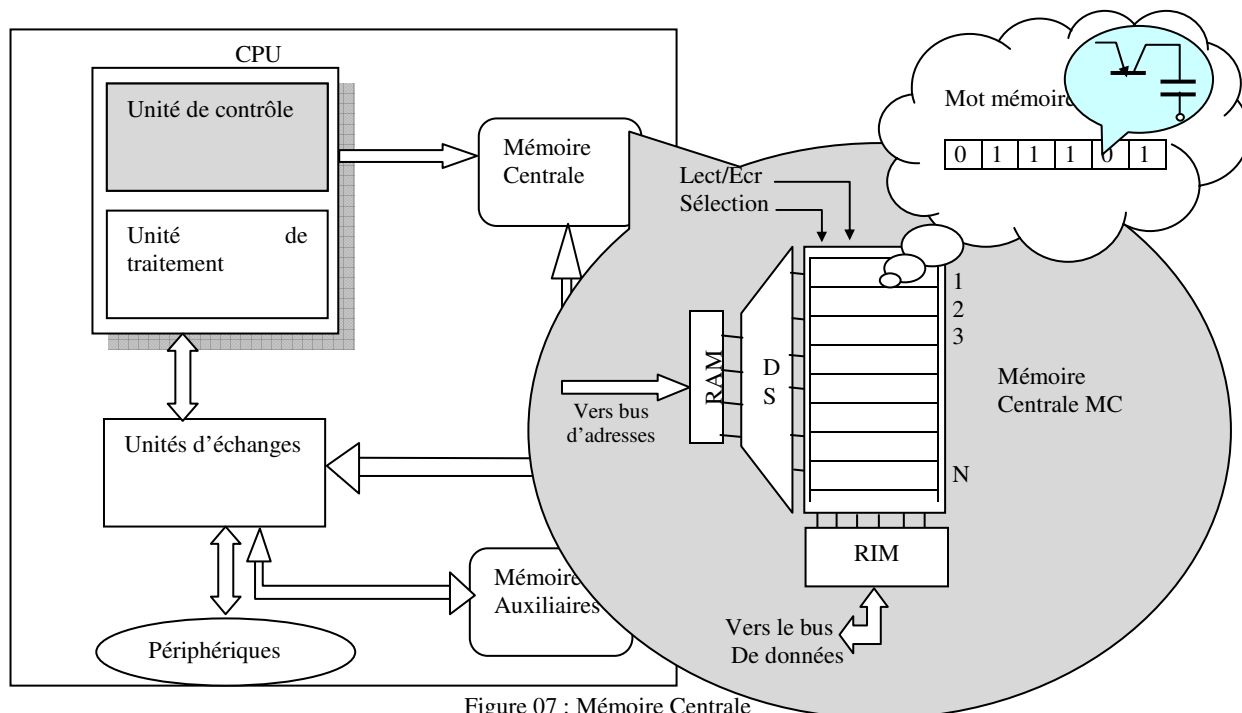 CPU
Unité de contrôle
Unité de
traitement
Mémoire
Centrale
Unités d'échanges
Mémoire
Auxiliaires
Périphériques
Mot mémoire
0 1 1 1 0 1
Lect/Ecr
Sélection
1
2
3
N
RAM
D
S
Vers bus
d'adresses
Mémoire
Centrale MC
RIM
Vers le bus
De données
Figure 07 : Mémoire Centrale